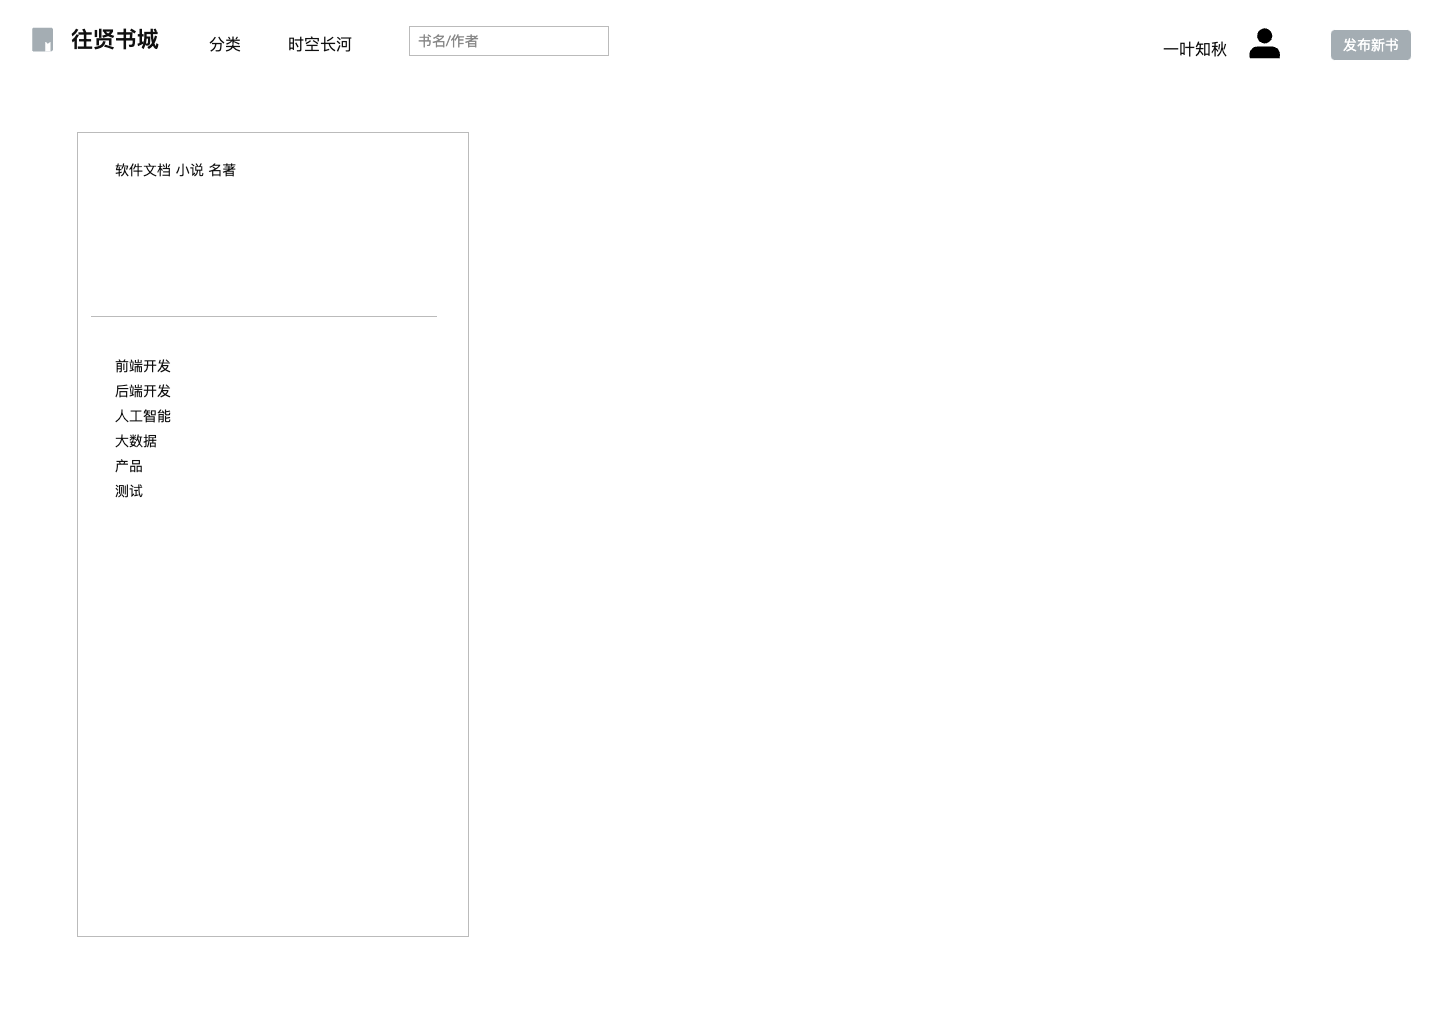 往贤书城
分类
时空长河
书名/作者
一叶知秋
发布新书
软件文档 小说 名著
前端开发
后端开发
人工智能
大数据
产品
测试